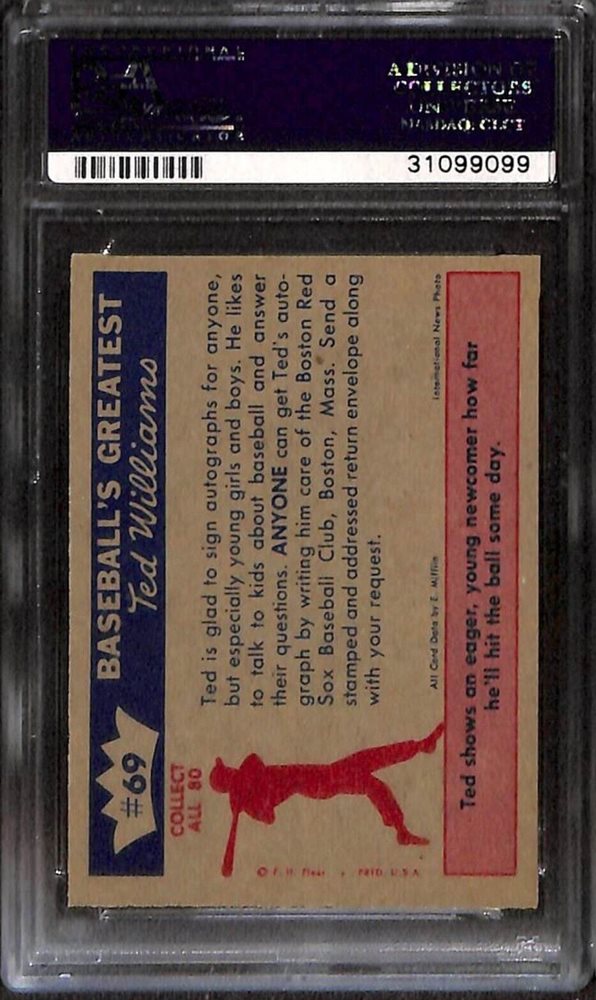 A DIVISION OF
COLLECTORS
UNIVERSE
NASDAQ: CLCT
31099099
#69
BASEBALL'S GREATEST
Ted Williams
COLLECT
ALL 80
Ted is glad to sign autographs for anyone,
but especially young girls and boys. He likes
to talk to kids about baseball and answer
their questions. ANYONE can get Ted's auto-
graph by writing him care of the Boston Red
Sox Baseball Club, Boston, Mass. Send a
stamped and addressed return envelope along
with your request.
© F. H. Fleer • PRTD. U.S.A.
All Card Data by E. Mifflin
International News Photo
Ted shows an eager, young newcomer how far
he'll hit the ball some day.